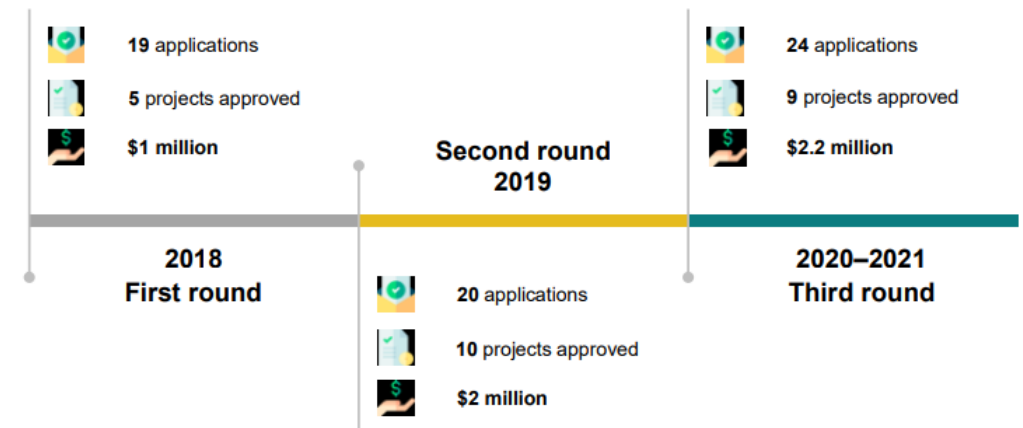 19 applications
5 projects approved
$1 million
2018
First round
Second round
2019
20 applications
10 projects approved
$2 million
24 applications
9 projects approved
$2.2 million
2020–2021
Third round